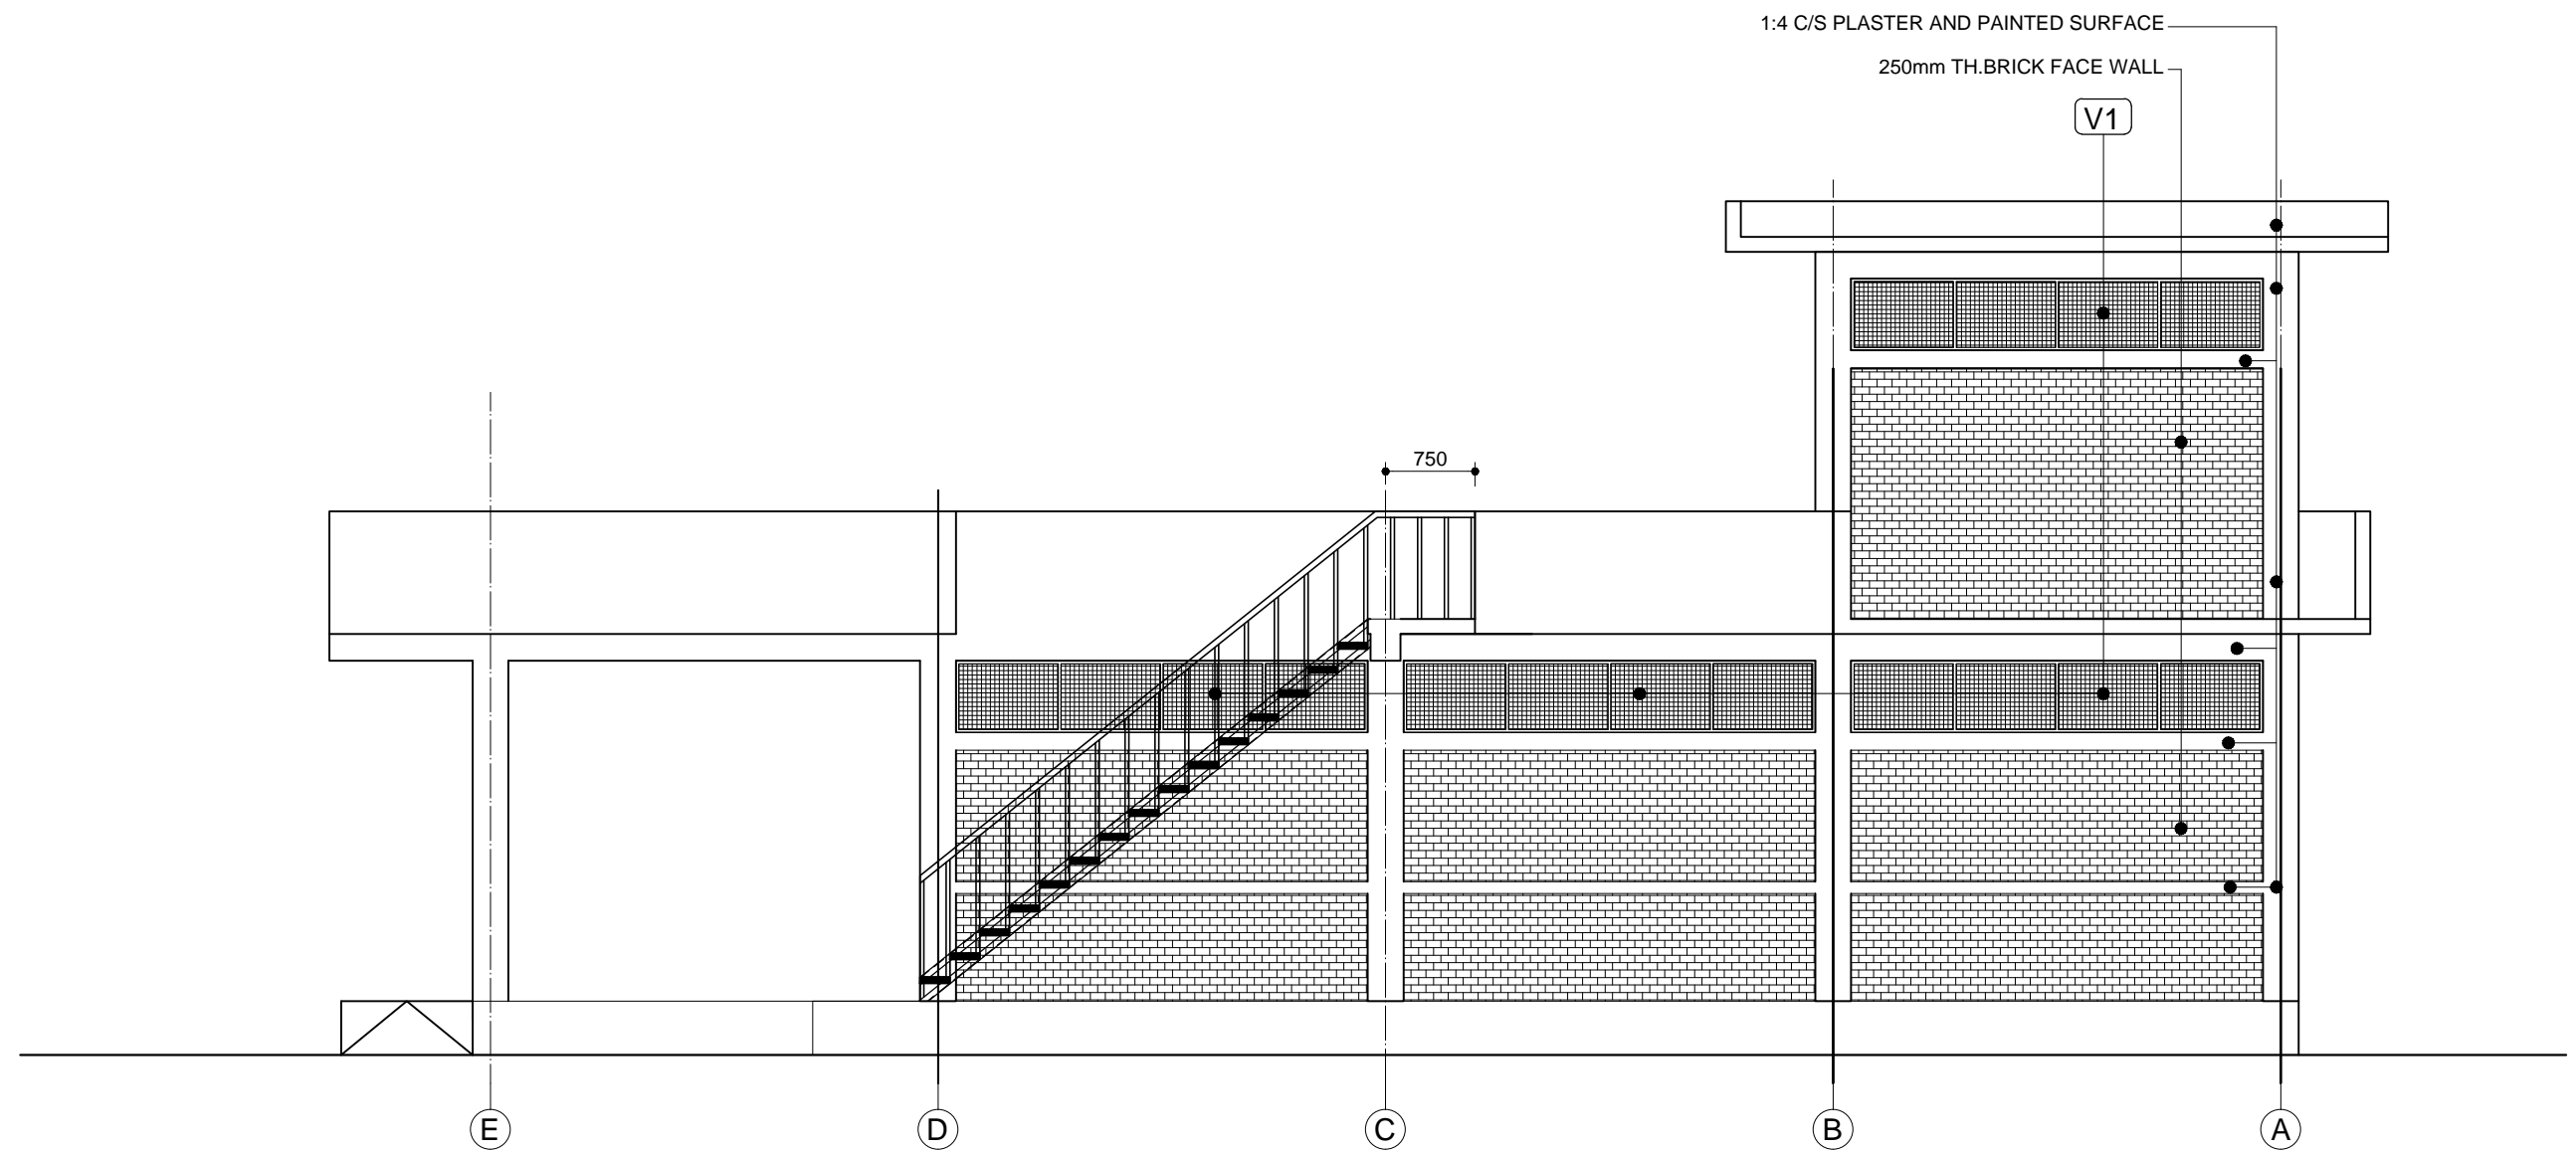 1:4 C/S PLASTER AND PAINTED SURFACE
250mm TH.BRICK FACE WALL
V1
750
E
D
C
B
A